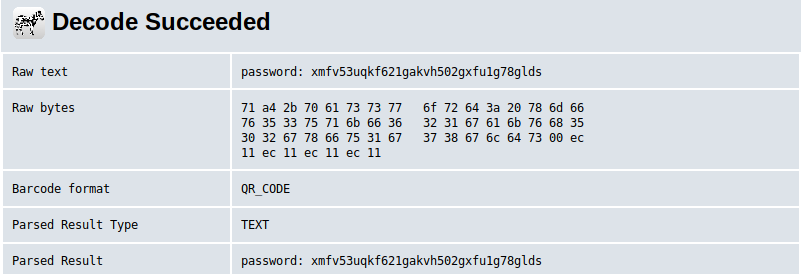 Decode Succeeded
Raw text password: xmfv53uqkf621gakvh502gxfu1g78glds
Raw bytes 71 a4 2b 70 61 73 73 77 6f 72 64 3a 20 78 6d 66
76 35 33 75 71 6b 66 36 32 31 67 61 6b 76 68 35
30 32 67 78 66 75 31 67 37 38 67 6c 64 73 00 ec
11 ec 11 ec 11 ec 11
Barcode format QR_CODE
Parsed Result Type TEXT
Parsed Result password: xmfv53uqkf621gakvh502gxfu1g78glds